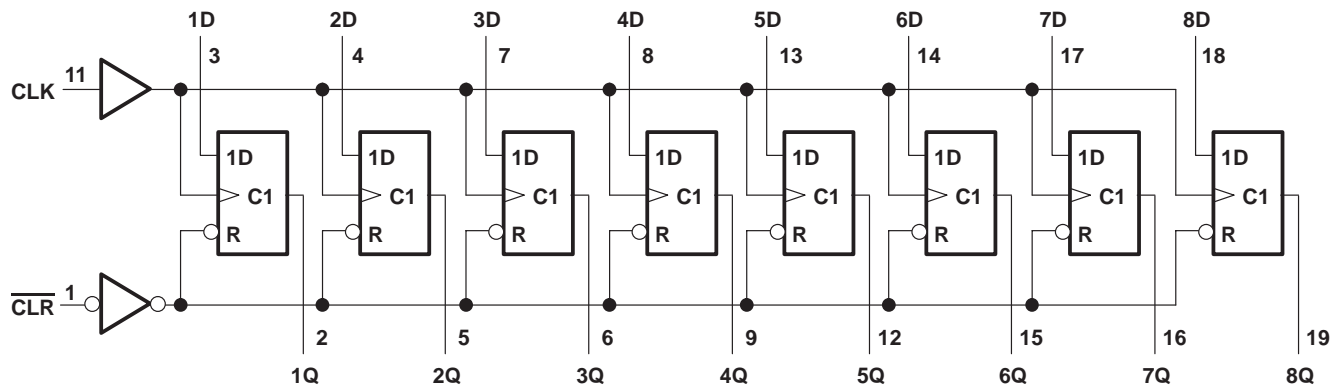 1D 2D 3D 4D 5D 6D 7D 8D
3 4 7 8 13 14 17 18
CLK 11
1D 1D 1D 1D 1D 1D 1D 1D
C1 C1 C1 C1 C1 C1 C1 C1
R R R R R R R R
CLR 1
2 5 6 9 12 15 16 19
1Q 2Q 3Q 4Q 5Q 6Q 7Q 8Q